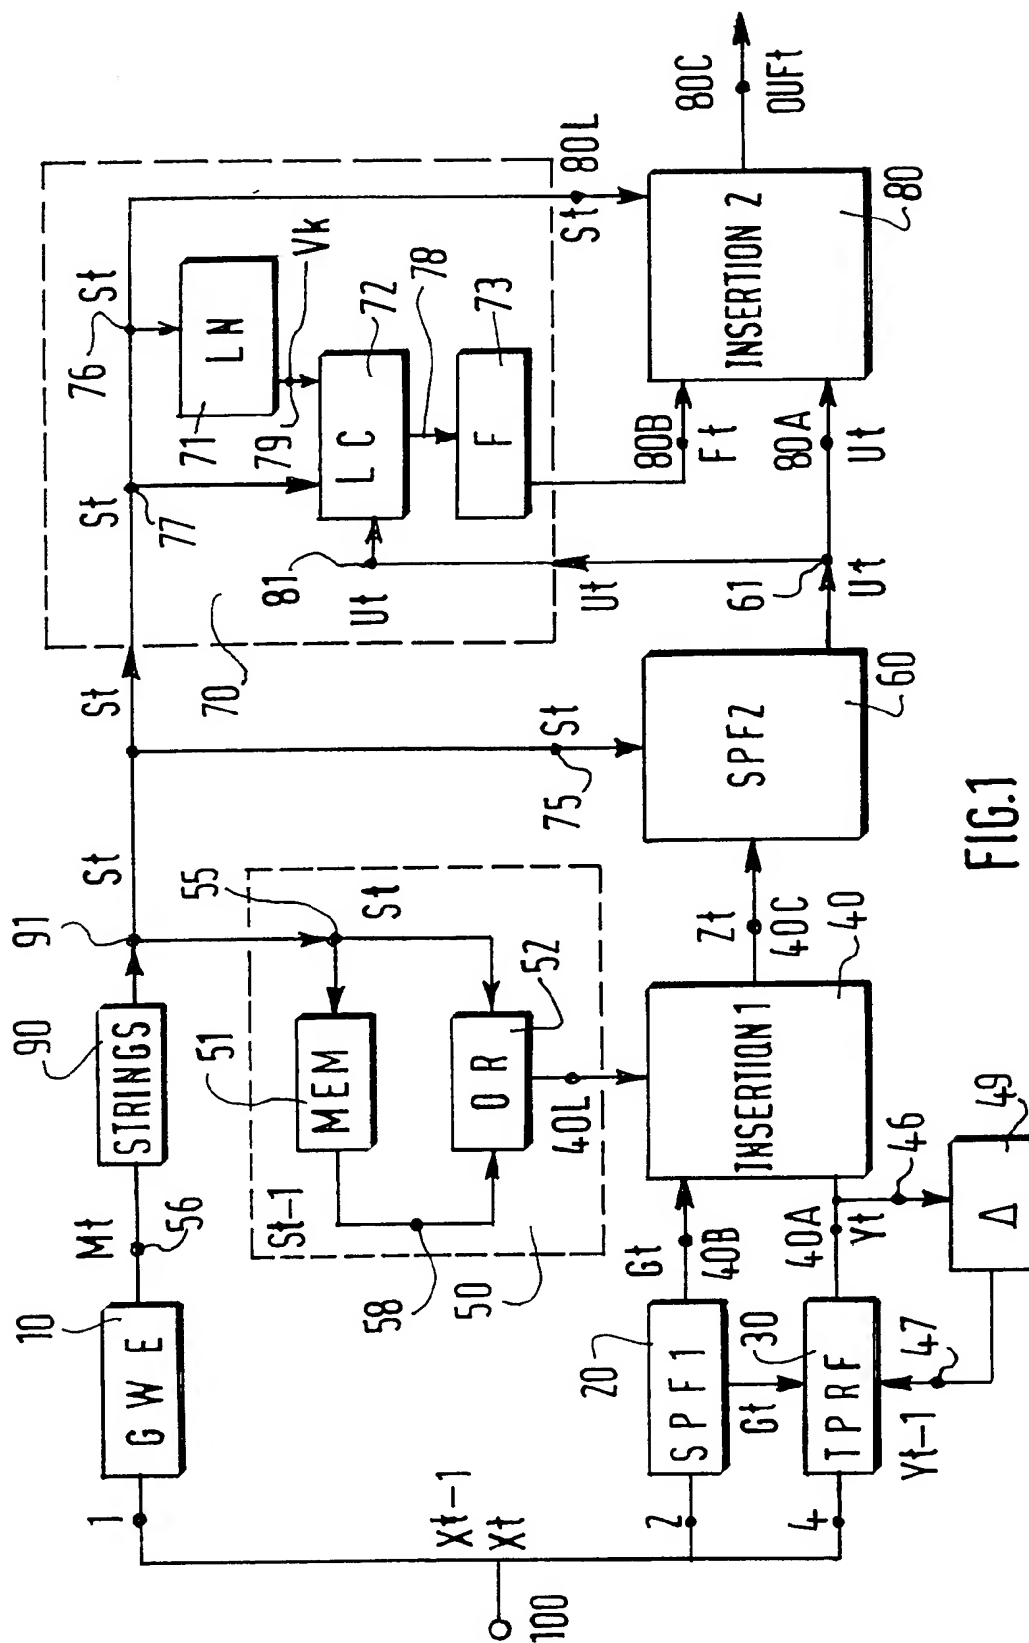 100
Xt-1
Xt
1
10
GWE
Mt
56
90
STRINGS
91
St
St
St
77
76
St
70
71
LN
79
Vk
LC
72
78
F
73
81
Ut
Ut
St
80L
St-1
MEM
51
55
St
58
50
OR
52
40L
75
St
2
20
SPF1
Gt
Gt
40B
4
30
TPRF
40A
Yt
46
Yt-1
47
Δ
49
INSERTION 1
40
Zt
40C
SPF2
60
61
Ut
80B
Ft
80A
Ut
INSERTION 2
80
80C
OUFt
FIG.1